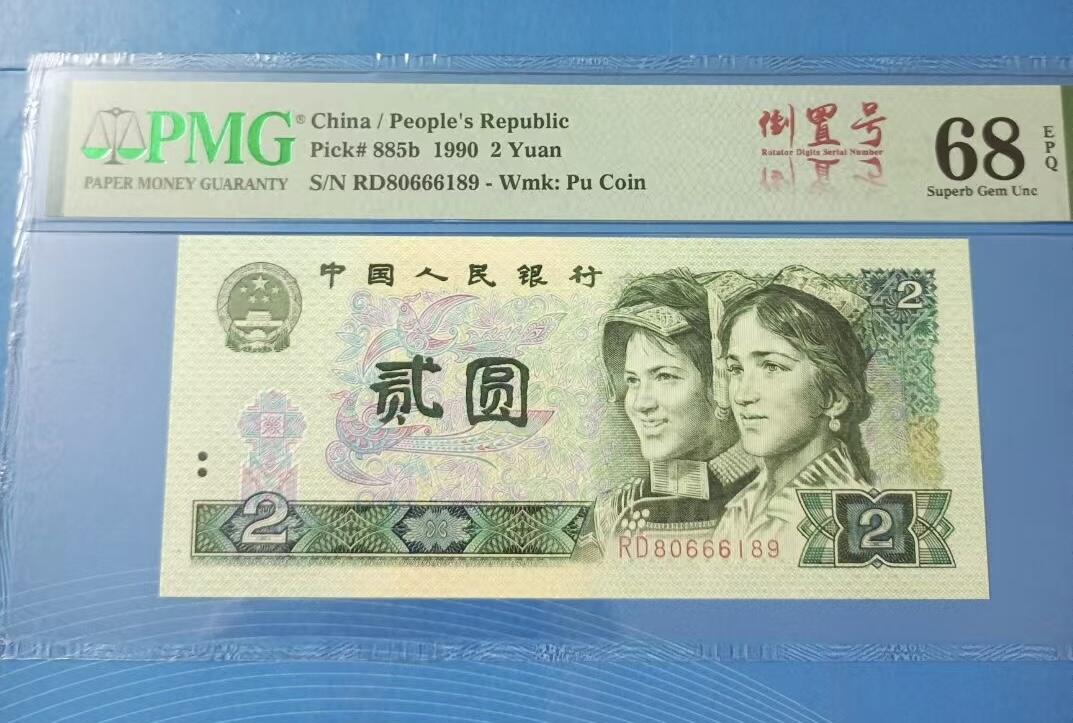 PMG®
PAPER MONEY GUARANTY
China / People's Republic
Pick# 885b 1990 2 Yuan
S/N RD80666189 - Wmk: Pu Coin
倒置号
Rotator Digits Serial Number
68
EPQ
Superb Gem Unc
中国人民银行
2
贰圆
2
RD80666189
2